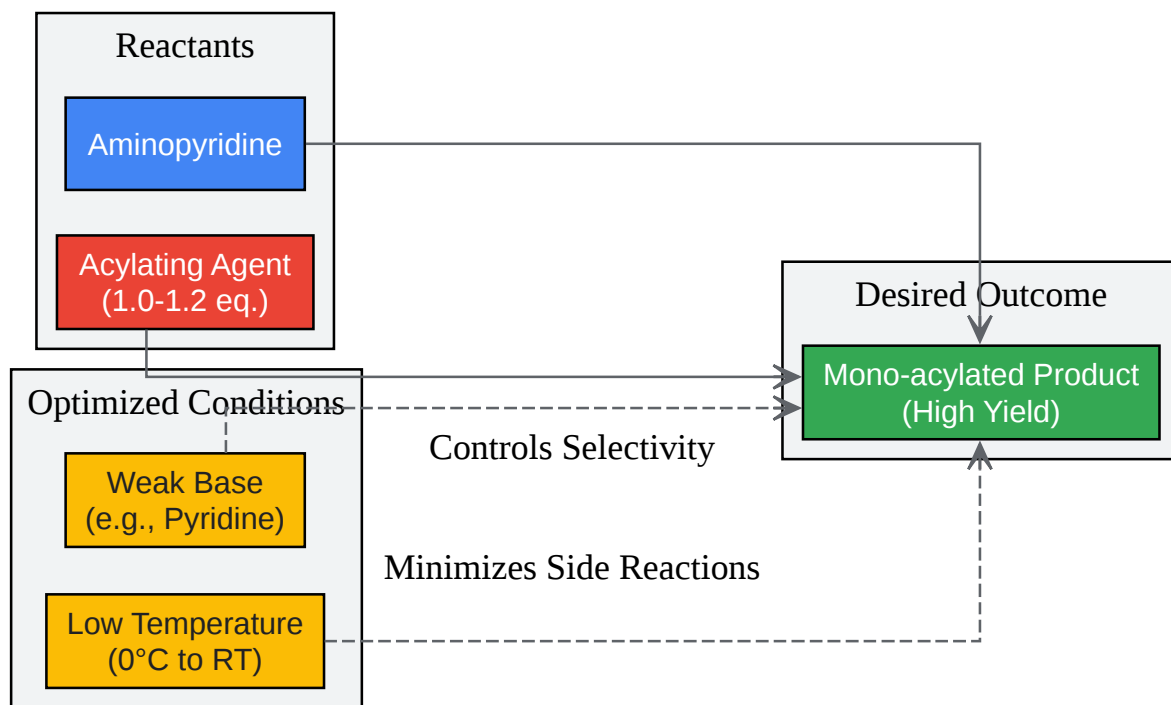 Reactants
Aminopyridine
Acylating Agent
(1.0-1.2 eq.)
Optimized Conditions
Weak Base
(e.g., Pyridine)
Low Temperature
(0°C to RT)
Controls Selectivity
Minimizes Side Reactions
Desired Outcome
Mono-acylated Product
(High Yield)